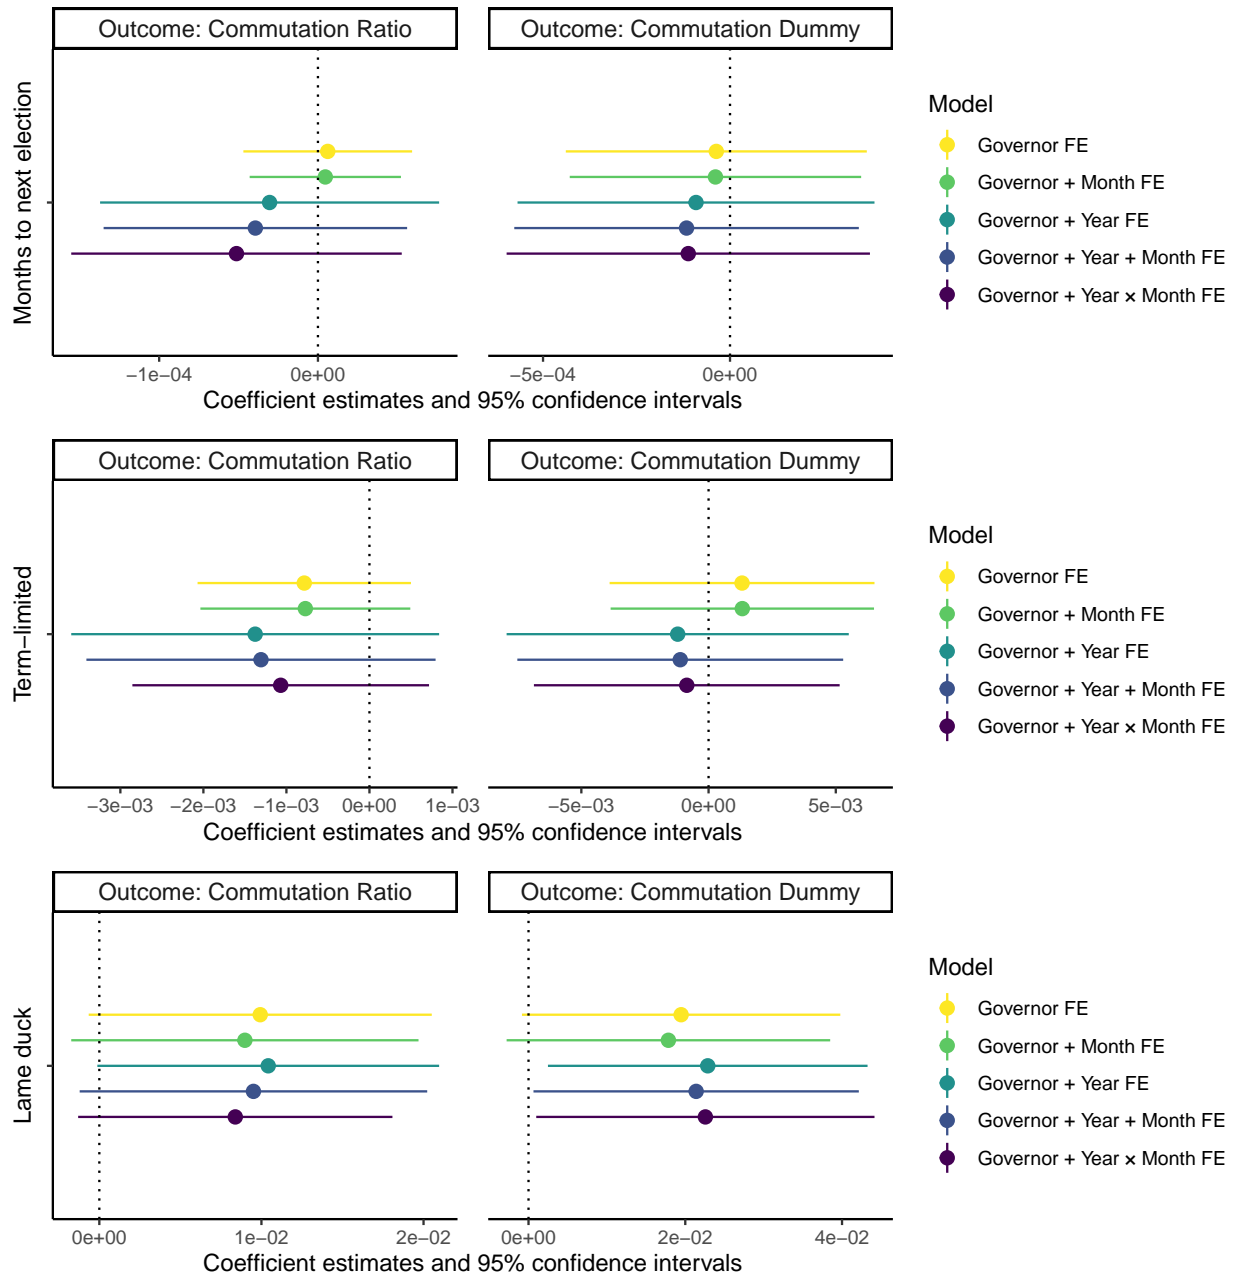 Outcome: Commutation Ratio
Outcome: Commutation Dummy
Months to next election
−1e−04
0e+00
−5e−04
0e+00
Coefficient estimates and 95% confidence intervals
Model
Governor FE
Governor + Month FE
Governor + Year FE
Governor + Year + Month FE
Governor + Year × Month FE
Outcome: Commutation Ratio
Outcome: Commutation Dummy
Term−limited
−3e−03
−2e−03
−1e−03
0e+00
1e−03
−5e−03
0e+00
5e−03
Coefficient estimates and 95% confidence intervals
Model
Governor FE
Governor + Month FE
Governor + Year FE
Governor + Year + Month FE
Governor + Year × Month FE
Outcome: Commutation Ratio
Outcome: Commutation Dummy
Lame duck
0e+00
1e−02
2e−02
0e+00
2e−02
4e−02
Coefficient estimates and 95% confidence intervals
Model
Governor FE
Governor + Month FE
Governor + Year FE
Governor + Year + Month FE
Governor + Year × Month FE